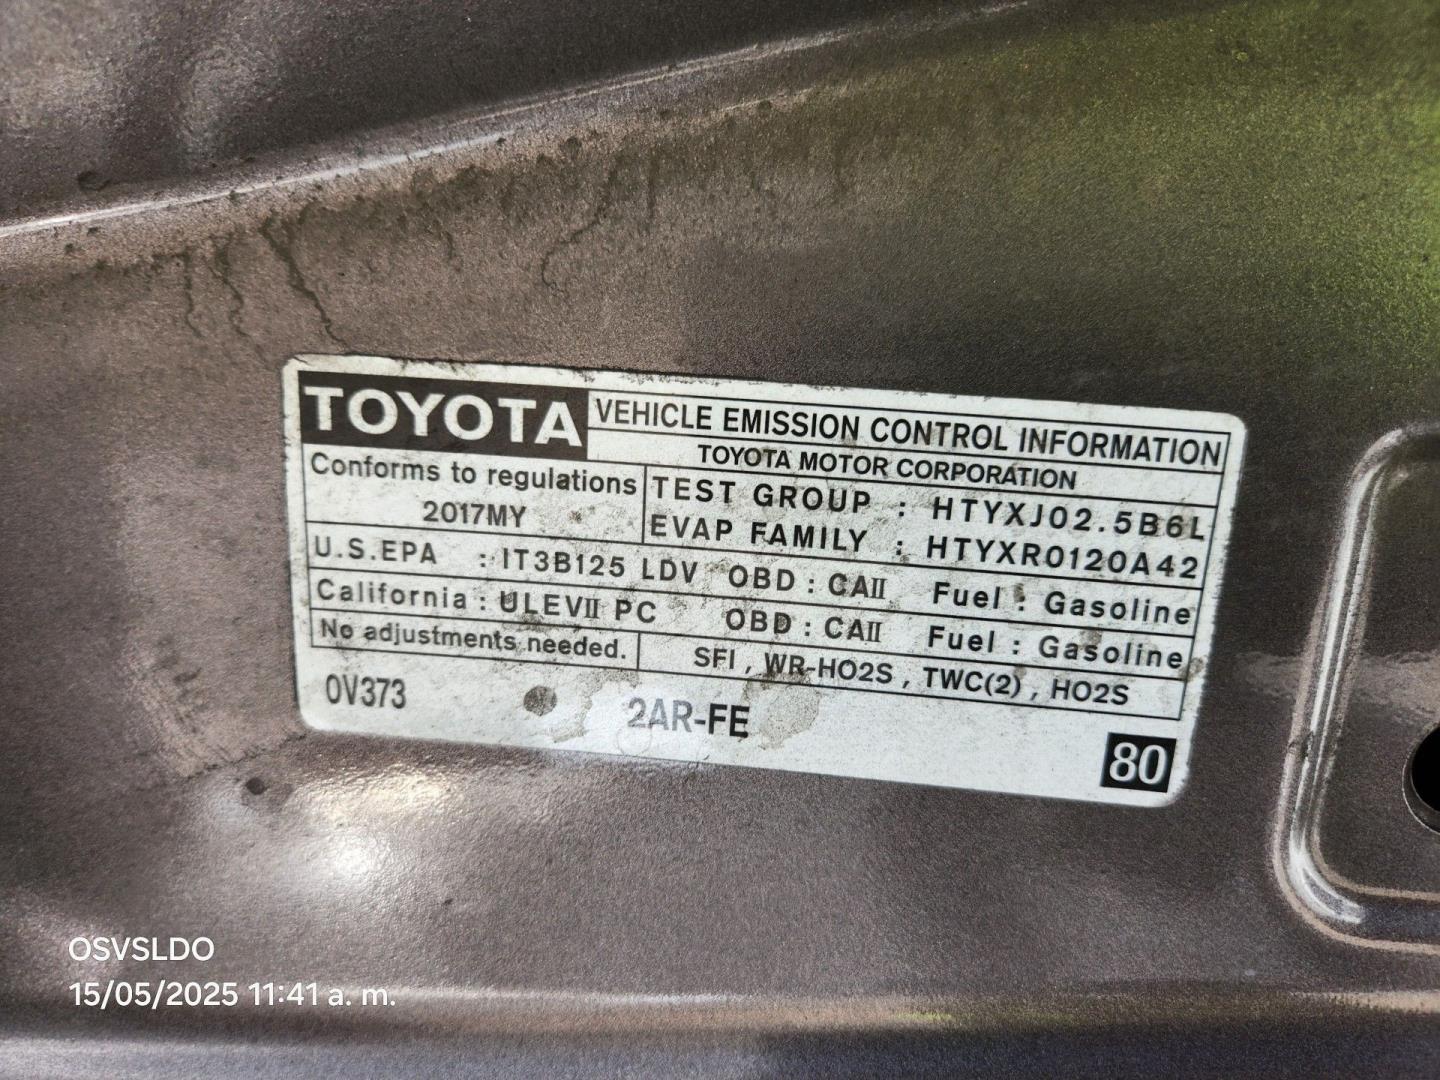 TOYOTA VEHICLE EMISSION CONTROL INFORMATION
TOYOTA MOTOR CORPORATION
Conforms to regulations
2017MY
TEST GROUP : HTYXJ02.5B6L
EVAP FAMILY : HTYXR0120A42
U.S.EPA : IT3B125 LDV OBD : CAII Fuel : Gasoline
California : ULEVII PC OBD : CAII Fuel : Gasoline
No adjustments needed.
SFI , WR-HO2S , TWC(2) , HO2S
0V373
2AR-FE
80
OSVSLDO
15/05/2025 11:41 a. m.